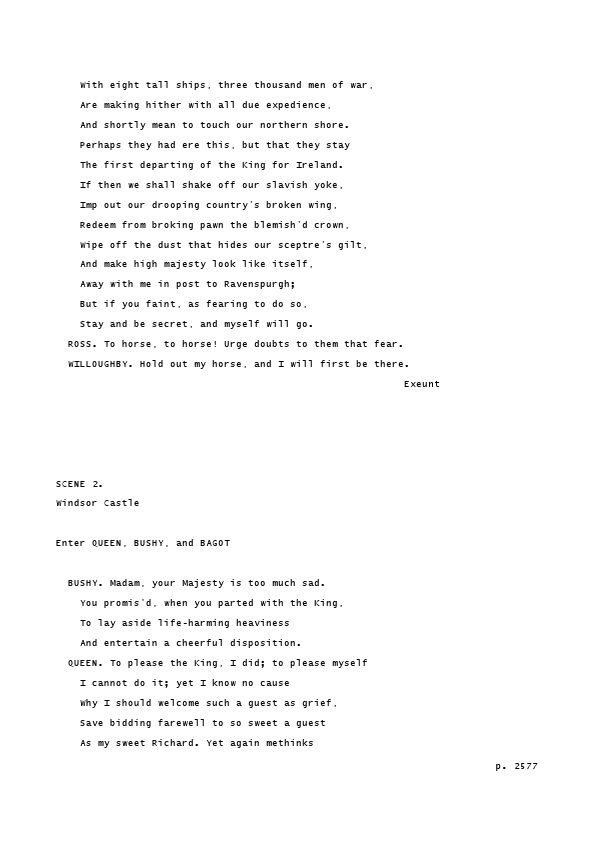 With eight tall ships, three thousand men of war,
Are making hither with all due expedience,
And shortly mean to touch our northern shore.
Perhaps they had ere this, but that they stay
The first departing of the King for Ireland.
If then we shall shake off our slavish yoke,
Imp out our drooping country's broken wing,
Redeem from broking pawn the blemish'd crown,
Wipe off the dust that hides our sceptre's gilt,
And make high majesty look like itself,
Away with me in post to Ravenspurgh;
But if you faint, as fearing to do so,
Stay and be secret, and myself will go.
ROSS. To horse, to horse! Urge doubts to them that fear.
WILLOUGHBY. Hold out my horse, and I will first be there.
Exeunt
SCENE 2.
Windsor Castle
Enter QUEEN, BUSHY, and BAGOT
BUSHY. Madam, your Majesty is too much sad.
You promis'd, when you parted with the King,
To lay aside life-harming heaviness
And entertain a cheerful disposition.
QUEEN. To please the King, I did; to please myself
I cannot do it; yet I know no cause
Why I should welcome such a guest as grief,
Save bidding farewell to so sweet a guest
As my sweet Richard. Yet again methinks
p. 2577